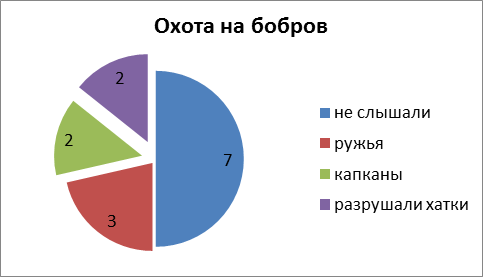 Охота на бобров
2
2
7
3
не слышали
ружья
капканы
разрушали хатки